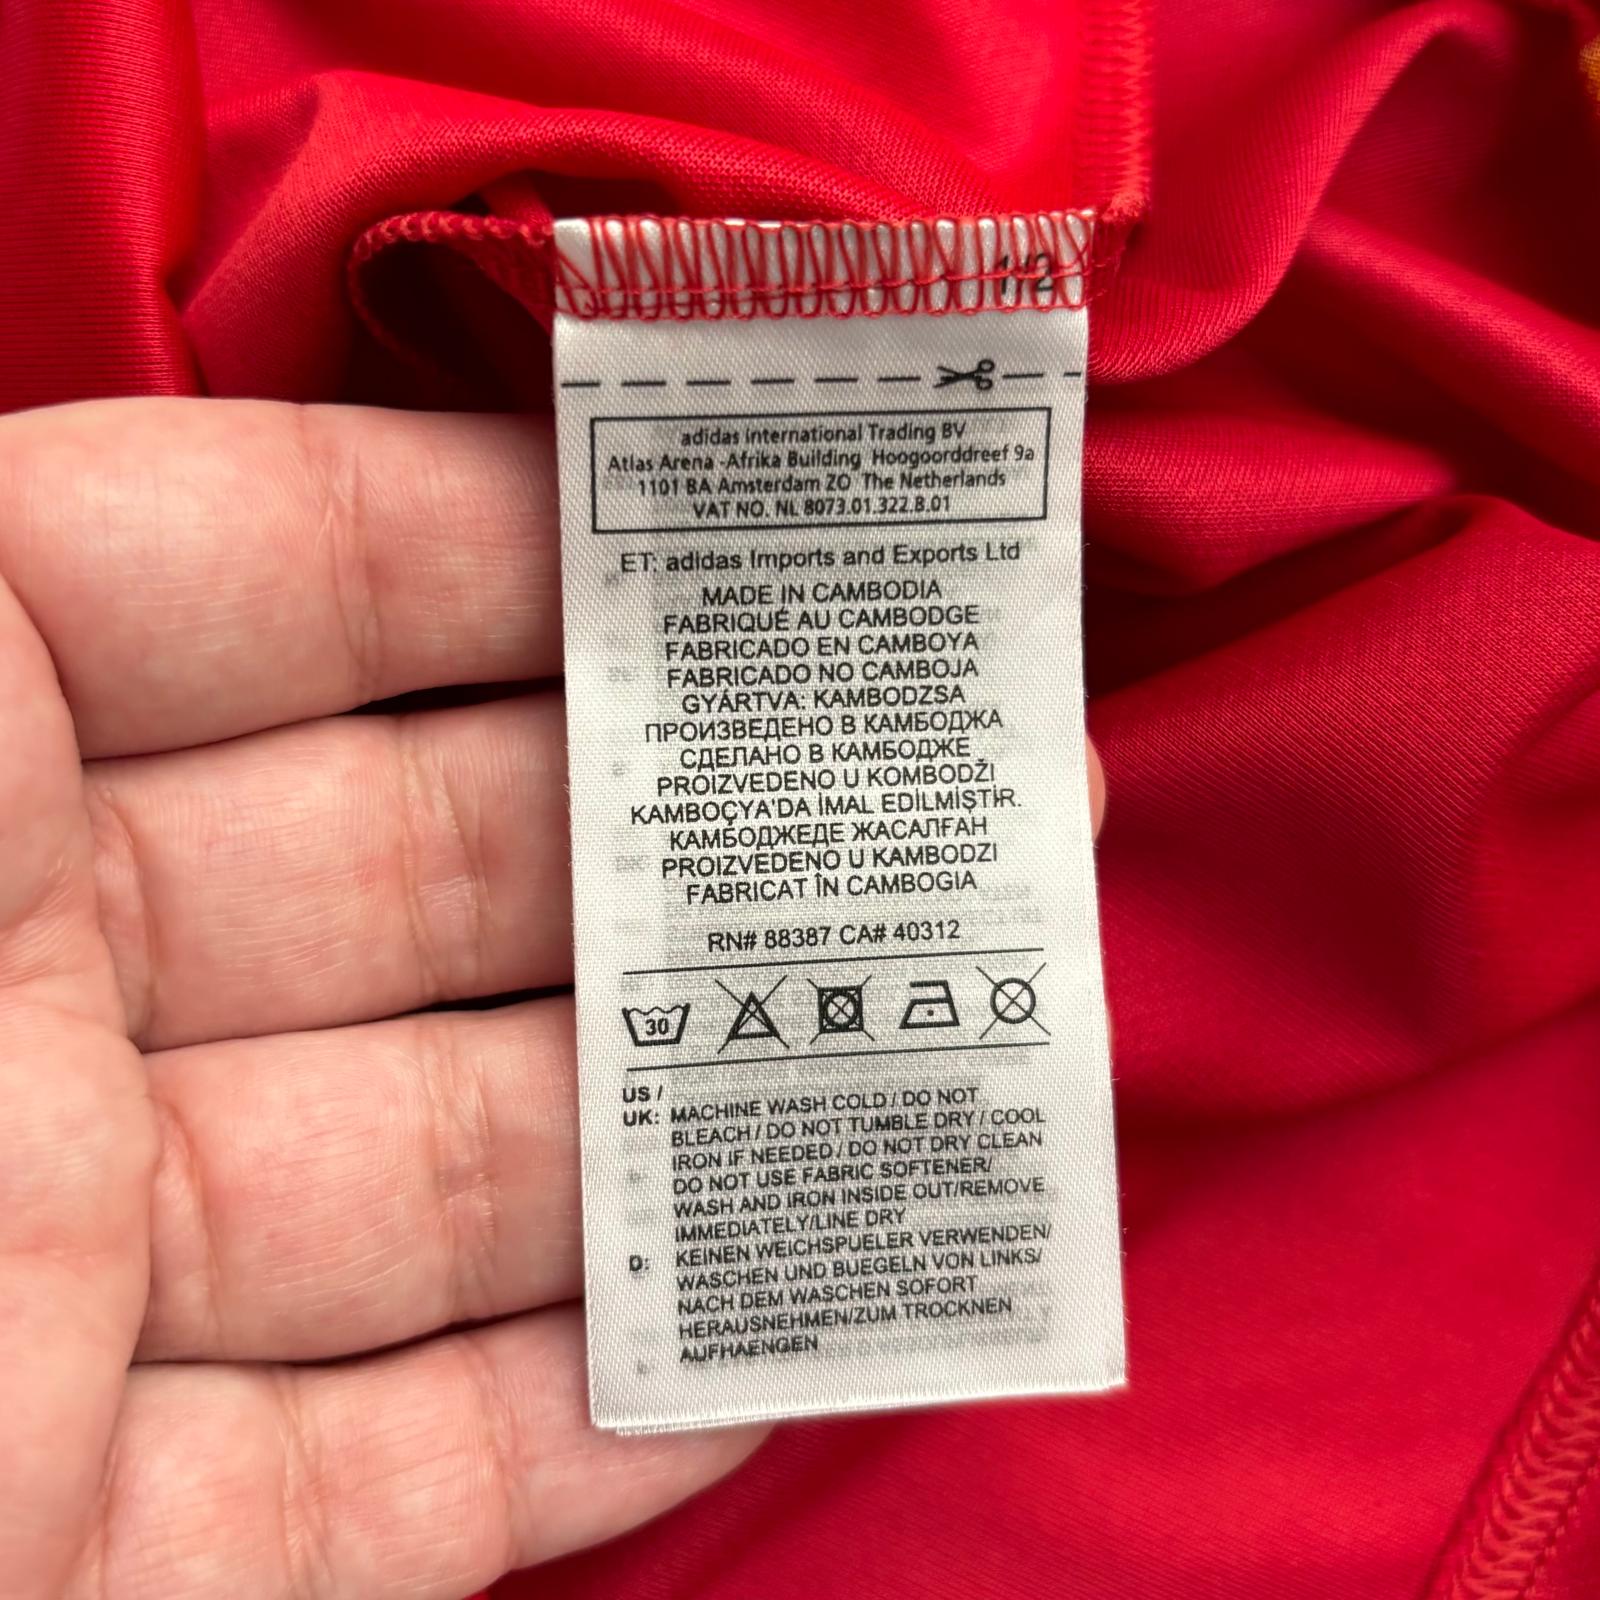 1/2
adidas International Trading BV
Atlas Arena -Afrika Building Hoogoorddreef 9a
1101 BA Amsterdam ZO The Netherlands
VAT NO. NL 8073.01.322.B.01
ET: adidas Imports and Exports Ltd
MADE IN CAMBODIA
FABRIQUÉ AU CAMBODGE
FABRICADO EN CAMBOYA
FABRICADO NO CAMBOJA
GYÁRTVA: KAMBODZSA
ПРОИЗВЕДЕНО В КАМБОДЖА
СДЕЛАНО В КАМБОДЖЕ
PROIZVEDENO U KOMBODŽI
KAMBOÇYA'DA İMAL EDİLMİŞTİR.
КАМБОДЖЕДЕ ЖАСАЛҒАН
PROIZVEDENO U KAMBODZI
FABRICAT ÎN CAMBOGIA
RN# 88387 CA# 40312
30
US /
UK: MACHINE WASH COLD / DO NOT
BLEACH / DO NOT TUMBLE DRY / COOL
IRON IF NEEDED / DO NOT DRY CLEAN
DO NOT USE FABRIC SOFTENER/
WASH AND IRON INSIDE OUT/REMOVE
IMMEDIATELY/LINE DRY
D: KEINEN WEICHSPUELER VERWENDEN/
WASCHEN UND BUEGELN VON LINKS/
NACH DEM WASCHEN SOFORT
HERAUSNEHMEN/ZUM TROCKNEN
AUFHAENGEN